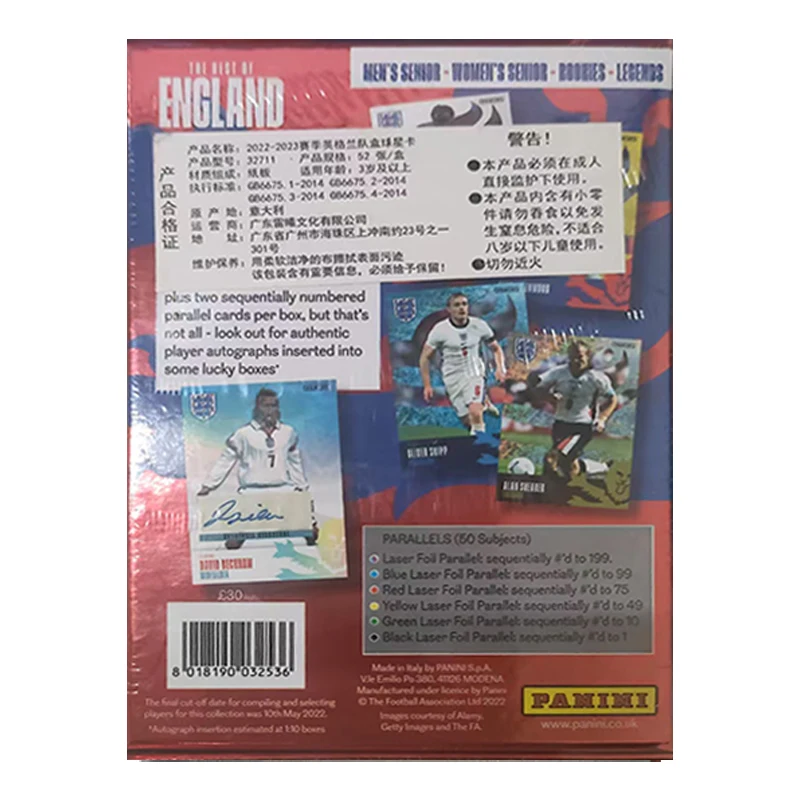 THE BEST OF
ENGLAND
MEN'S SENIOR - WOMEN'S SENIOR - ROOKIES - LEGENDS
产品合格证
产品名称: 2022-2023赛季英格兰队盒球星卡
产品型号: 32711 · 产品规格: 52 张/盒
材质组成: 纸板 适用年龄: 3岁及以上
执行标准: GB6675.1-2014 GB6675.2-2014
GB6675.3-2014 GB6675.4-2014
原产地: 意大利
运营商: 广东宙曦文化有限公司
地址: 广东省广州市海珠区上冲南约23号之一
301号
维护保养: 用柔软洁净的布擦拭表面污迹
该包装含有重要信息，必须给予保留!
警告!
●本产品必须在成人
直接监护下使用。
●本产品内含有小零
件请勿吞食以免发
生窒息危险，不适合
八岁以下儿童使用。
●切勿近火
plus two sequentially numbered
parallel cards per box, but that's
not all - look out for authentic
player autographs inserted into
some lucky boxes*
ALAN SHEARER
7
DAVID BECKHAM
PARALLELS (50 Subjects)
Laser Foil Parallel: sequentially #'d to 199.
Blue Laser Foil Parallel: sequentially #'d to 99
Red Laser Foil Parallel: sequentially #'d to 75
Yellow Laser Foil Parallel: sequentially #'d to 49
Green Laser Foil Parallel: sequentially #'d to 10
Black Laser Foil Parallel: sequentially #'d to 1
£30
8 018190 032536
Made in Italy by PANINI S.p.A.
V.le Emilio Po 380, 41126 MODENA
Manufactured under licence by Panini
© The Football Association Ltd 2022
Images courtesy of Alamy,
Getty Images and The FA.
The final cut-off date for compiling and selecting
players for this collection was 10th May 2022.
*Autograph insertion estimated at 1:10 boxes
PANINI
www.panini.co.uk